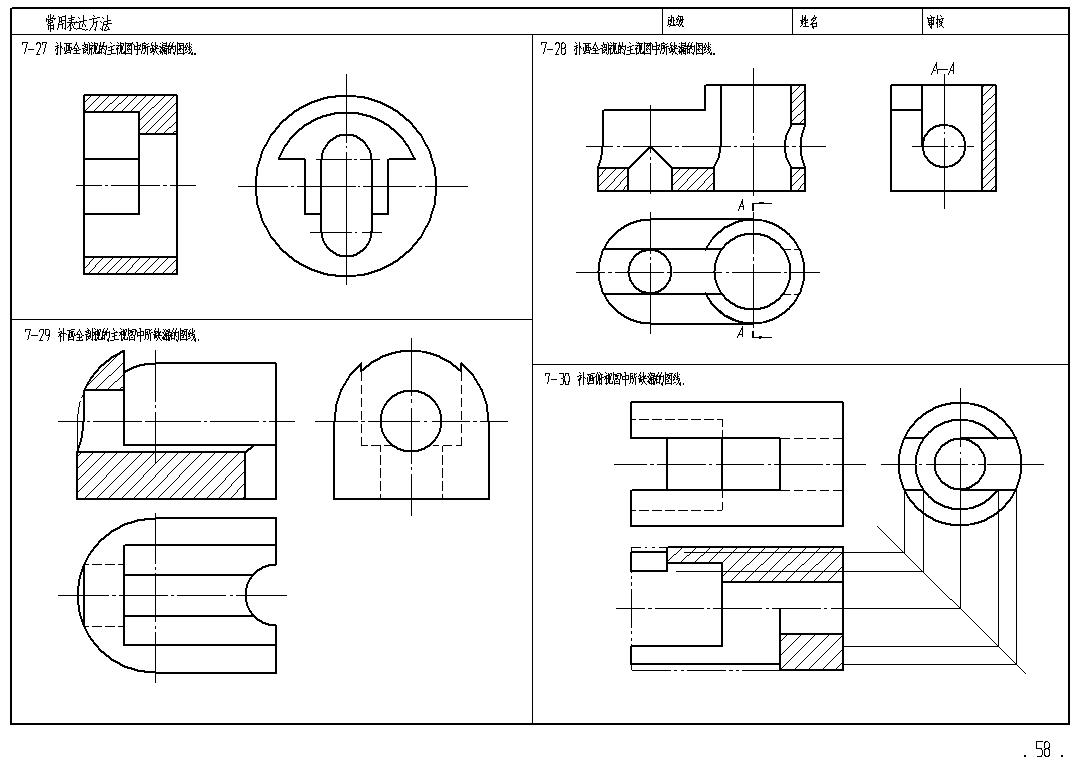 常用表达方法 班级 姓名 审核
7-27 补画全剖视的主视图中所缺漏的图线.
7-28 补画全剖视的主视图中所缺漏的图线.
A-A
A
A
7-29 补画全剖视的主视图中所缺漏的图线.
7-30 补画俯视图中所缺漏的图线.
. 58 .